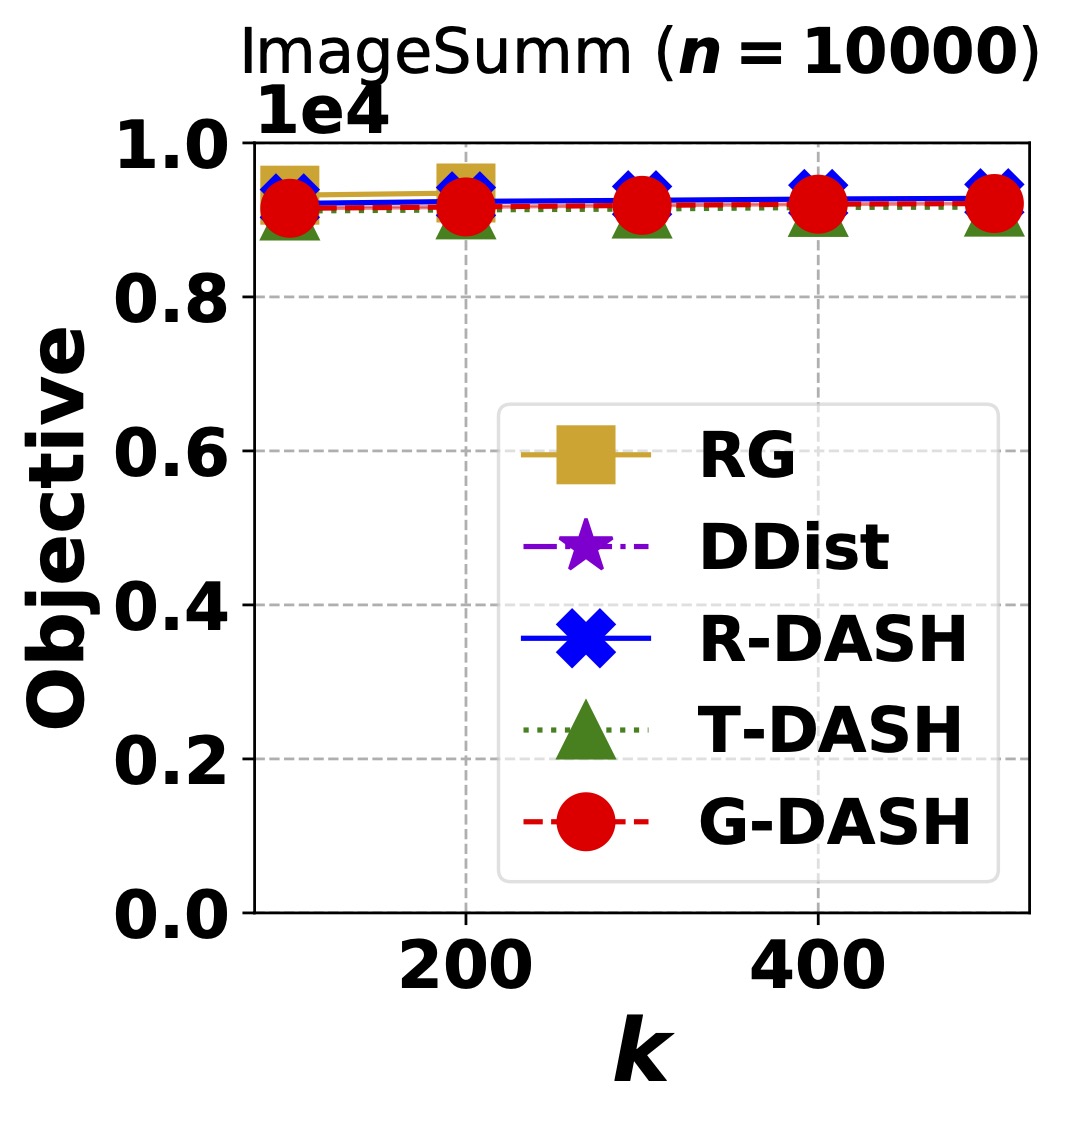 ImageSumm (n = 10000)
1e4
1.0
0.8
0.6
0.4
0.2
0.0
Objective
RG
DDist
R-DASH
T-DASH
G-DASH
200 400
k